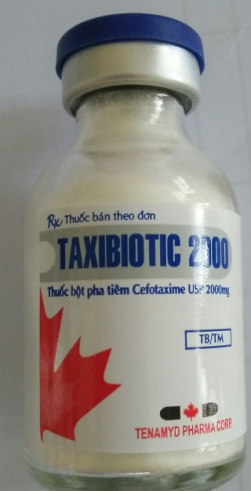 Rx Thuốc bán theo đơn
TAXIBIOTIC 2000
Thuốc bột pha tiêm Cefotaxime USP 2000mg
TB/TM
TENAMYD PHARMA CORP.